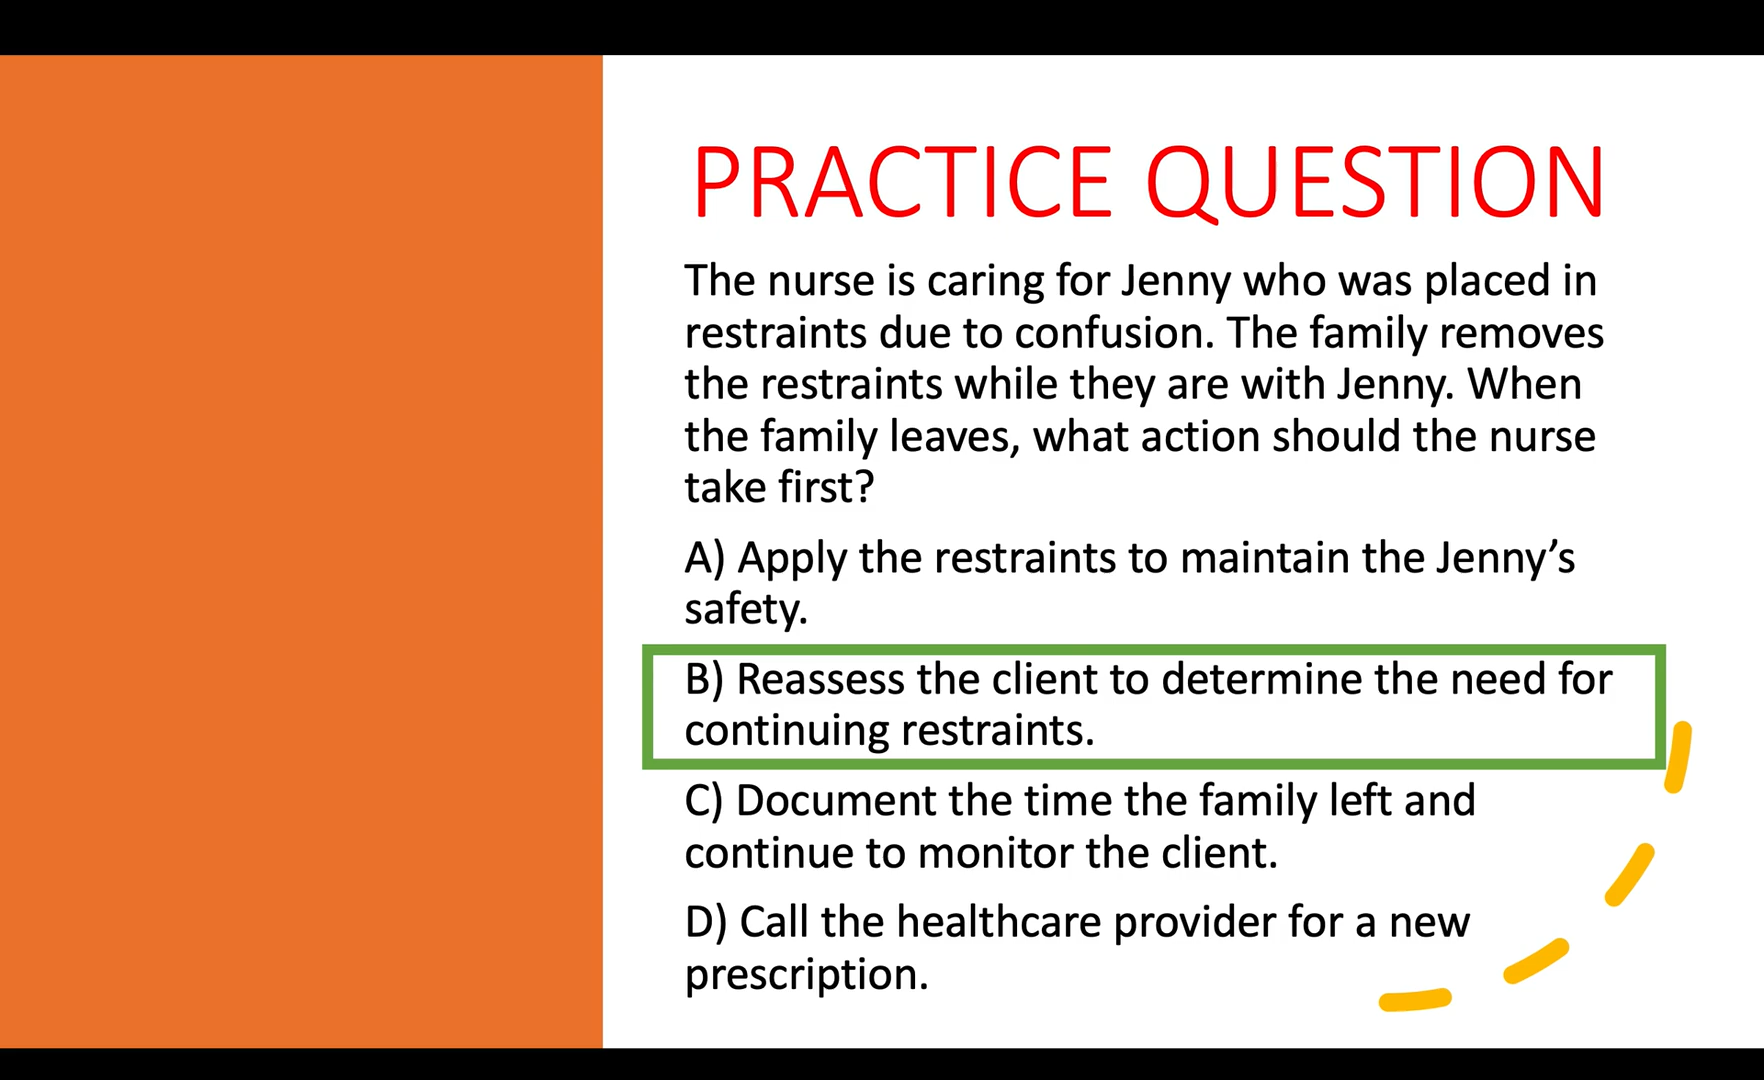 PRACTICE QUESTION
The nurse is caring for Jenny who was placed in
restraints due to confusion. The family removes
the restraints while they are with Jenny. When
the family leaves, what action should the nurse
take first?
A) Apply the restraints to maintain the Jenny’s
safety.
B) Reassess the client to determine the need for
continuing restraints.
C) Document the time the family left and
continue to monitor the client.
D) Call the healthcare provider for a new
prescription.